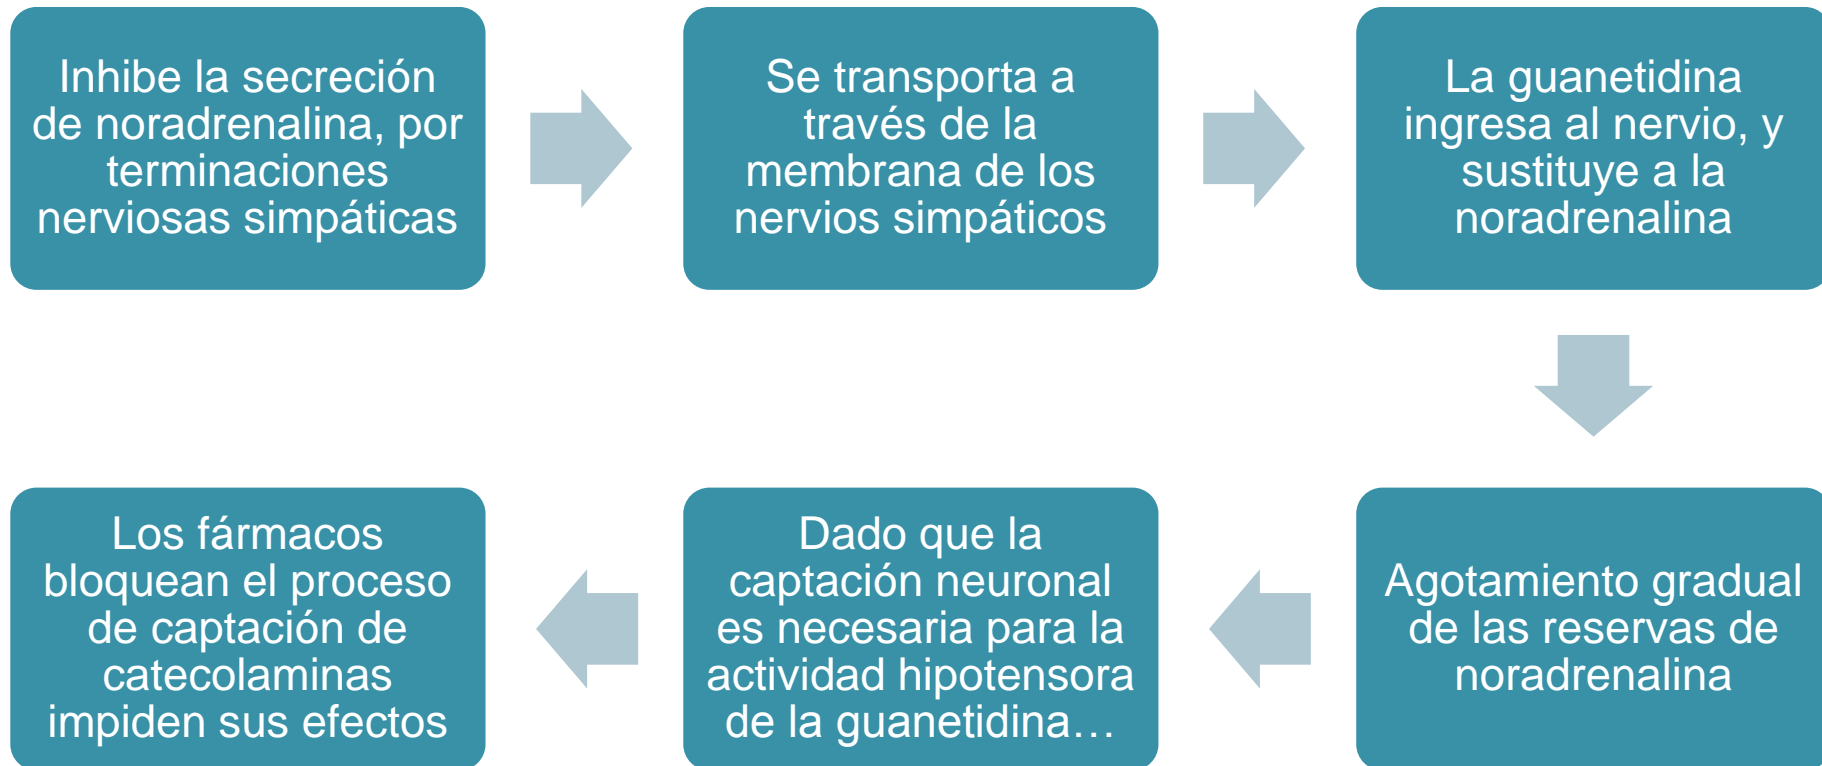 Inhibe la secreción
de noradrenalina, por
terminaciones
nerviosas simpáticas
Se transporta a
través de la
membrana de los
nervios simpáticos
La guanetidina
ingresa al nervio, y
sustituye a la
noradrenalina
Agotamiento gradual
de las reservas de
noradrenalina
Dado que la
captación neuronal
es necesaria para la
actividad hipotensora
de la guanetidina…
Los fármacos
bloquean el proceso
de captación de
catecolaminas
impiden sus efectos